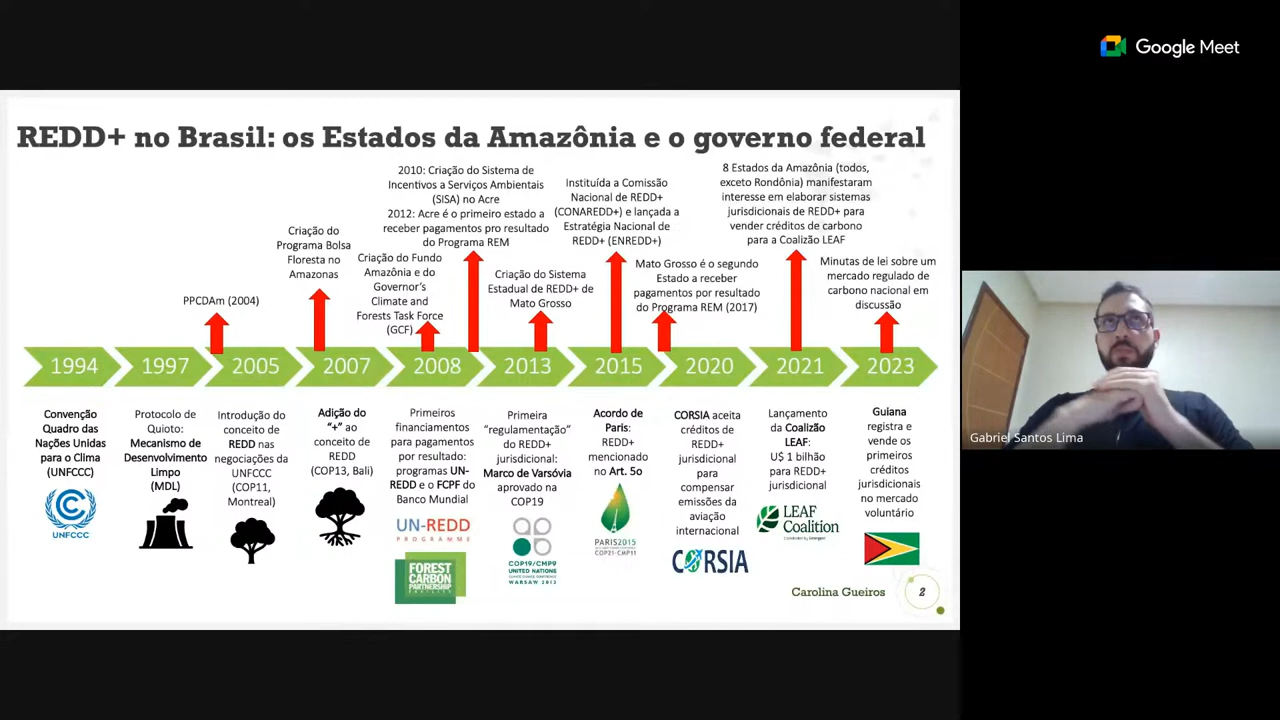 Google Meet
REDD+ no Brasil: os Estados da Amazônia e o governo federal
PPCDAm (2004)
Criação do
Programa Bolsa
Floresta no
Amazonas
Criação do Fundo
Amazônia e do
Governor's
Climate and
Forests Task Force
(GCF)
2010: Criação do Sistema de
Incentivos a Serviços Ambientais
(SISA) no Acre
2012: Acre é o primeiro estado a
receber pagamentos pro resultado
do Programa REM
Criação do Sistema
Estadual de REDD+ de
Mato Grosso
Instituída a Comissão
Nacional de REDD+
(CONAREDD+) e lançada a
Estratégia Nacional de
REDD+ (ENREDD+)
Mato Grosso é o segundo
Estado a receber
pagamentos por resultado
do Programa REM (2017)
8 Estados da Amazônia (todos,
exceto Rondônia) manifestaram
interesse em elaborar sistemas
jurisdicionais de REDD+ para
vender créditos de carbono
para a Coalizão LEAF
Minutas de lei sobre um
mercado regulado de
carbono nacional em
discussão
1994
1997
2005
2007
2008
2013
2015
2020
2021
2023
Convenção
Quadro das
Nações Unidas
para o Clima
(UNFCCC)
UNFCCC
Protocolo de
Quioto:
Mecanismo de
Desenvolvimento
Limpo
(MDL)
Introdução do
conceito de
REDD nas
negociações da
UNFCCC
(COP11,
Montreal)
Adição do
"+" ao
conceito de
REDD
(COP13, Bali)
Primeiros
financiamentos
para pagamentos
por resultado:
programas UN-
REDD e o FCPF do
Banco Mundial
UN-REDD
PROGRAMME
FOREST
CARBON
PARTNERSHIP
Primeira
"regulamentação"
do REDD+
jurisdicional:
Marco de Varsóvia
aprovado na
COP19
COP19/CMP9
UNITED NATIONS
WARSAW 2013
Acordo de
Paris:
REDD+
mencionado
no Art. 5o
PARIS2015
COP21·CMP11
CORSIA aceita
créditos de
REDD+
jurisdicional
para
compensar
emissões da
aviação
internacional
CORSIA
Lançamento
da Coalizão
LEAF:
U$ 1 bilhão
para REDD+
jurisdicional
LEAF
Coalition
Guiana
registra e
vende os
primeiros
créditos
jurisdicionais
no mercado
voluntário
Carolina Gueiros
2
Gabriel Santos Lima